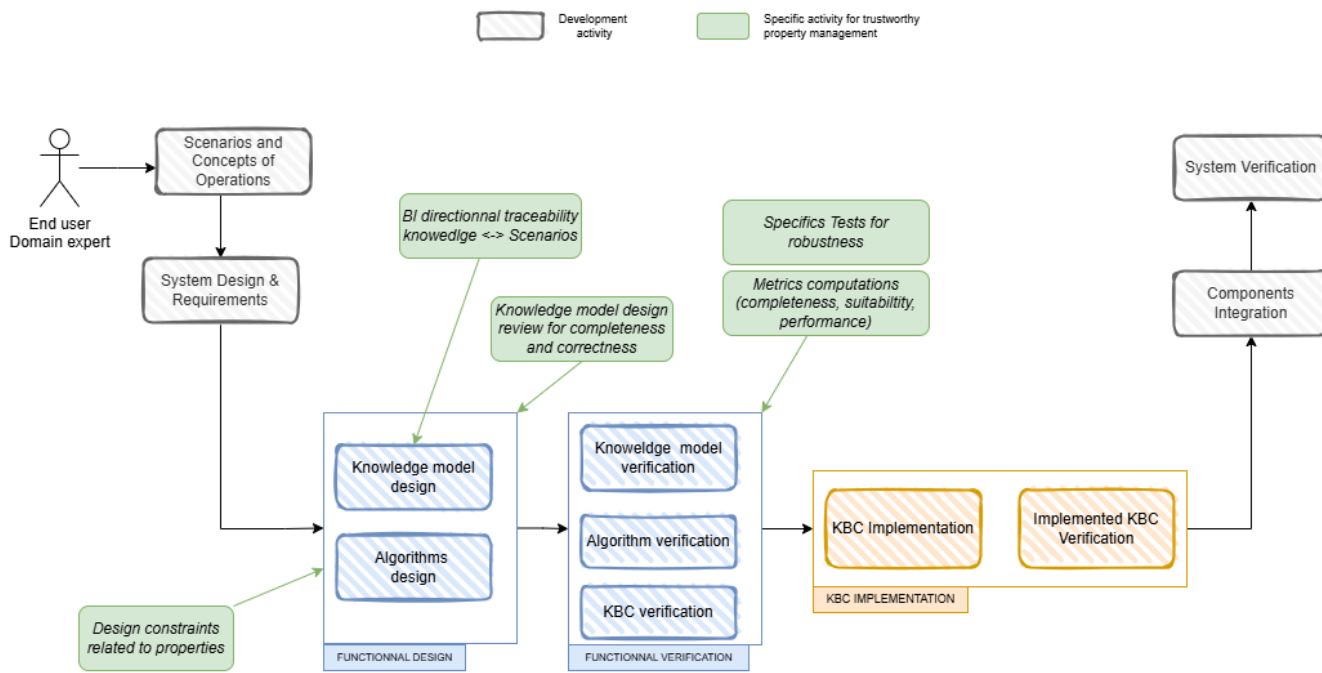 Development
activity
Specific activity for trustworthy
property management
Scenarios and
Concepts of
Operations
End user
Domain expert
System Design &
Requirements
BI directionnal traceability
knowedlge <-> Scenarios
Knowledge model design
review for completeness
and correctness
Specifics Tests for
robustness
Metrics computations
(completeness, suitabiltity,
performance)
System Verification
Components
Integration
Knowledge model
design
Algorithms
design
Design constraints
related to properties
FUNCTIONNAL DESIGN
Knoweldge model
verification
Algorithm verification
KBC verification
FUNCTIONNAL VERIFICATION
KBC Implementation
Implemented KBC
Verification
KBC IMPLEMENTATION